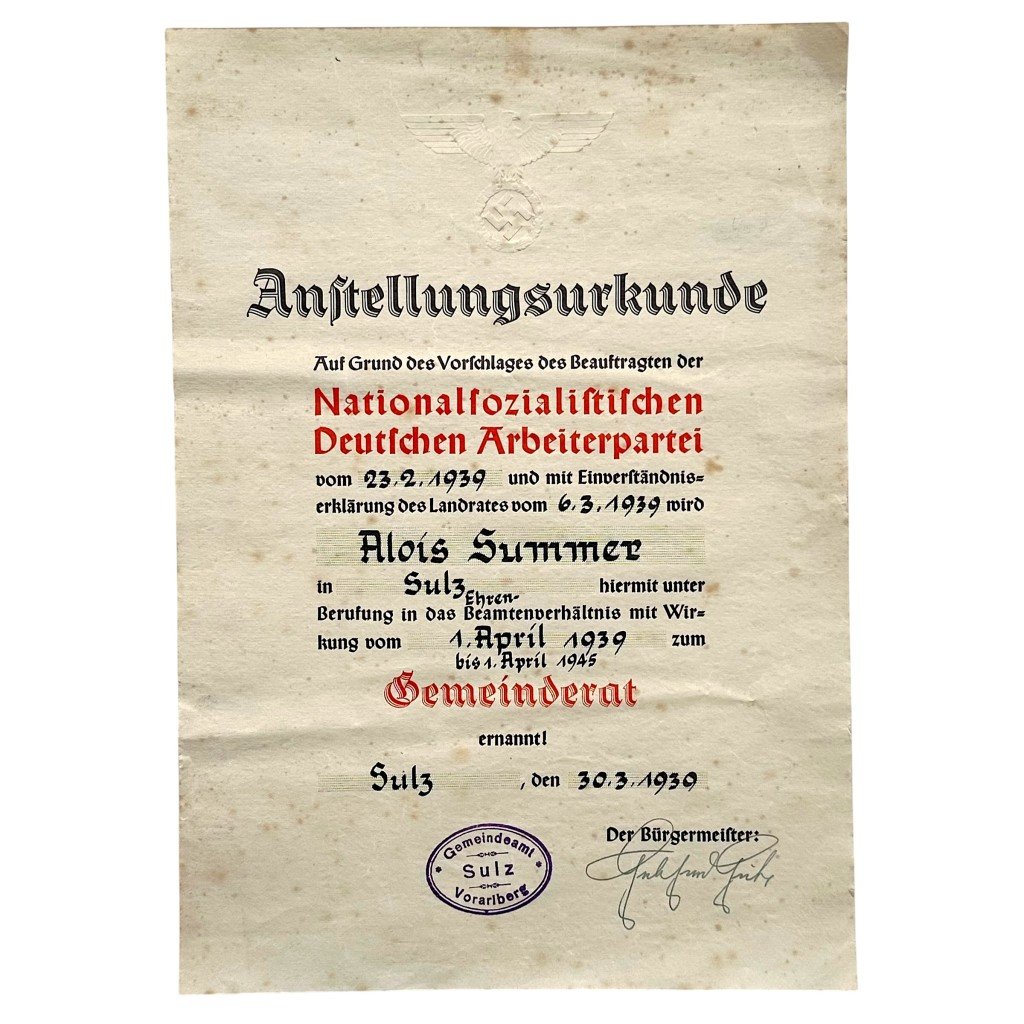 Anſtellungsurkunde
Auf Grund des Vorſchlages des Beauftragten der
Nationalſozialiſtiſchen
Deutſchen Arbeiterpartei
vom 23.2.1939 und mit Einverſtändnis=
erklärung des Landrates vom 6.3.1939 wird
Alois Summer
in Sulz hiermit unter
Ehren-
Berufung in das Beamtenverhältnis mit Wir=
kung vom 1. April 1939 zum
bis 1. April 1945
Gemeinderat
ernannt!
Sulz, den 30.3.1939
Der Bürgermeiſter:
Gemeindeamt
Sulz
Vorarlberg